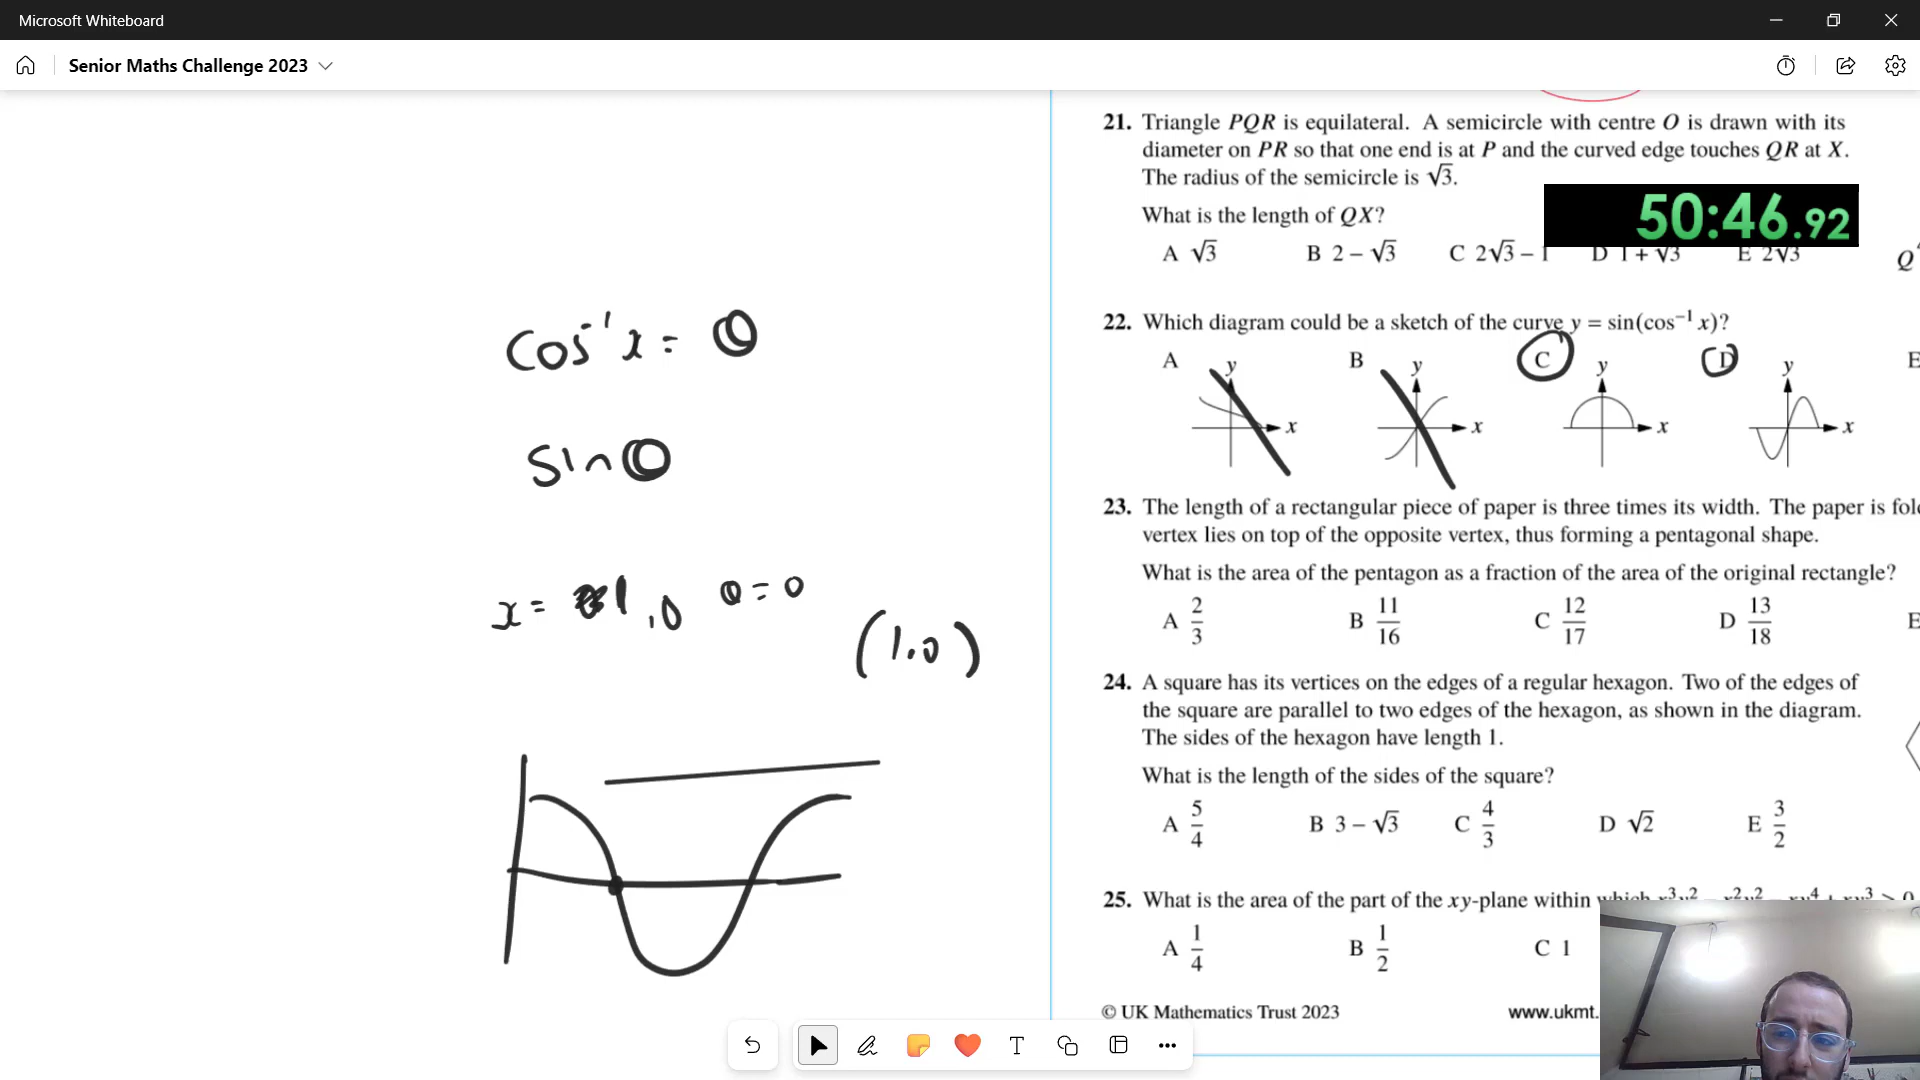 Microsoft Whiteboard
Senior Maths Challenge 2023
cos⁻¹x = θ
sinθ
x = 1,0 θ = 0
(1,0)
21. Triangle PQR is equilateral. A semicircle with centre O is drawn with its
diameter on PR so that one end is at P and the curved edge touches QR at X.
The radius of the semicircle is √3.
50:46.92
What is the length of QX?
A √3 B 2 – √3 C 2√3 – 1 D 1 + √3 E 2√3
Q
22. Which diagram could be a sketch of the curve y = sin(cos⁻¹ x)?
A B C D E
y y y y
x x x x
23. The length of a rectangular piece of paper is three times its width. The paper is
vertex lies on top of the opposite vertex, thus forming a pentagonal shape.
What is the area of the pentagon as a fraction of the area of the original rectangle?
A 2/3 B 11/16 C 12/17 D 13/18 E
24. A square has its vertices on the edges of a regular hexagon. Two of the edges of
the square are parallel to two edges of the hexagon, as shown in the diagram.
The sides of the hexagon have length 1.
What is the length of the sides of the square?
A 5/4 B 3 – √3 C 4/3 D √2 E 3/2
25. What is the area of the part of the xy-plane within which
A 1/4 B 1/2 C 1
© UK Mathematics Trust 2023 www.ukmt.
T